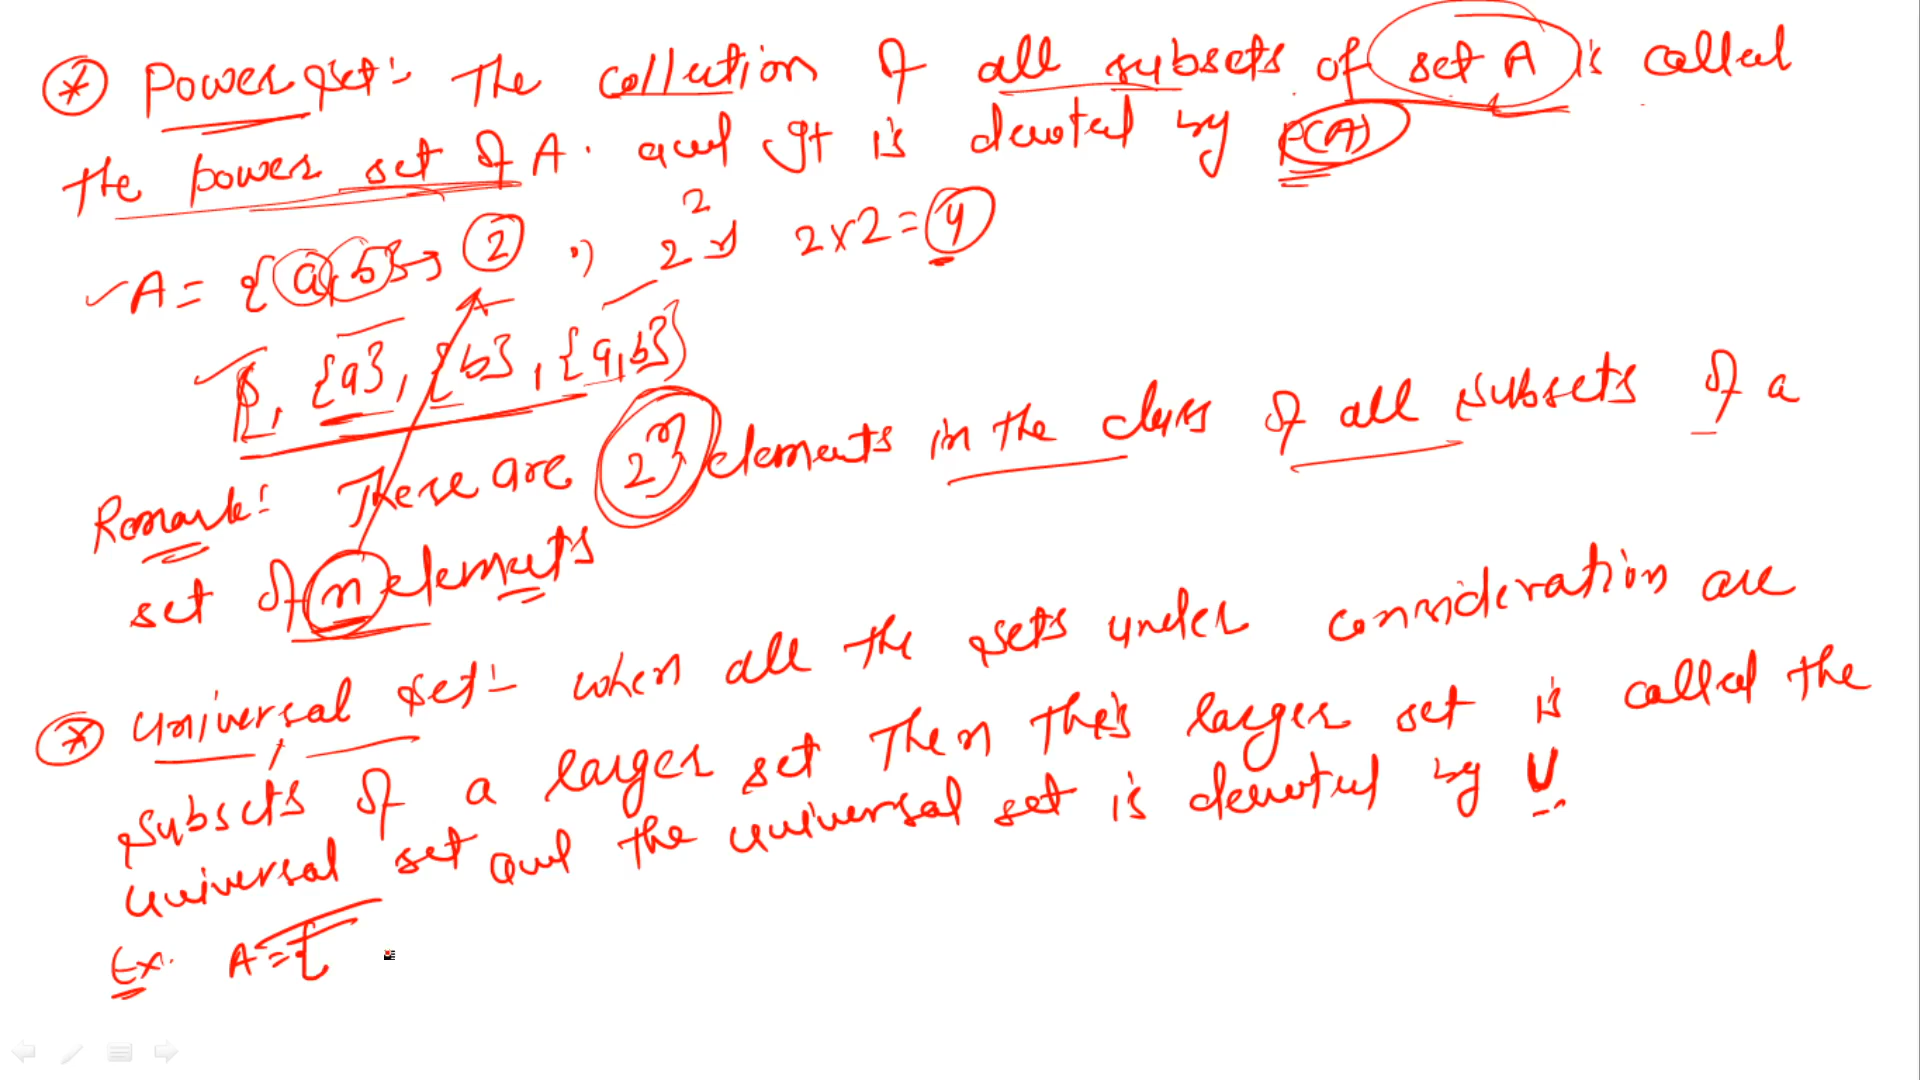 * Power set:- The collection of all subsets of set A is called
the power set of A. and It is denoted by P(A)
A = {a, b} → 2, 2² → 2×2 = 4
{a}, {b}, {a,b}}
Remark: There are 2ⁿ elements in the class of all subsets of a
set of n elements
* Universal set:- when all the sets under consideration are
subsets of a larger set Then This larger set is called the
universal set and the universal set is denoted by U
Ex. A = {